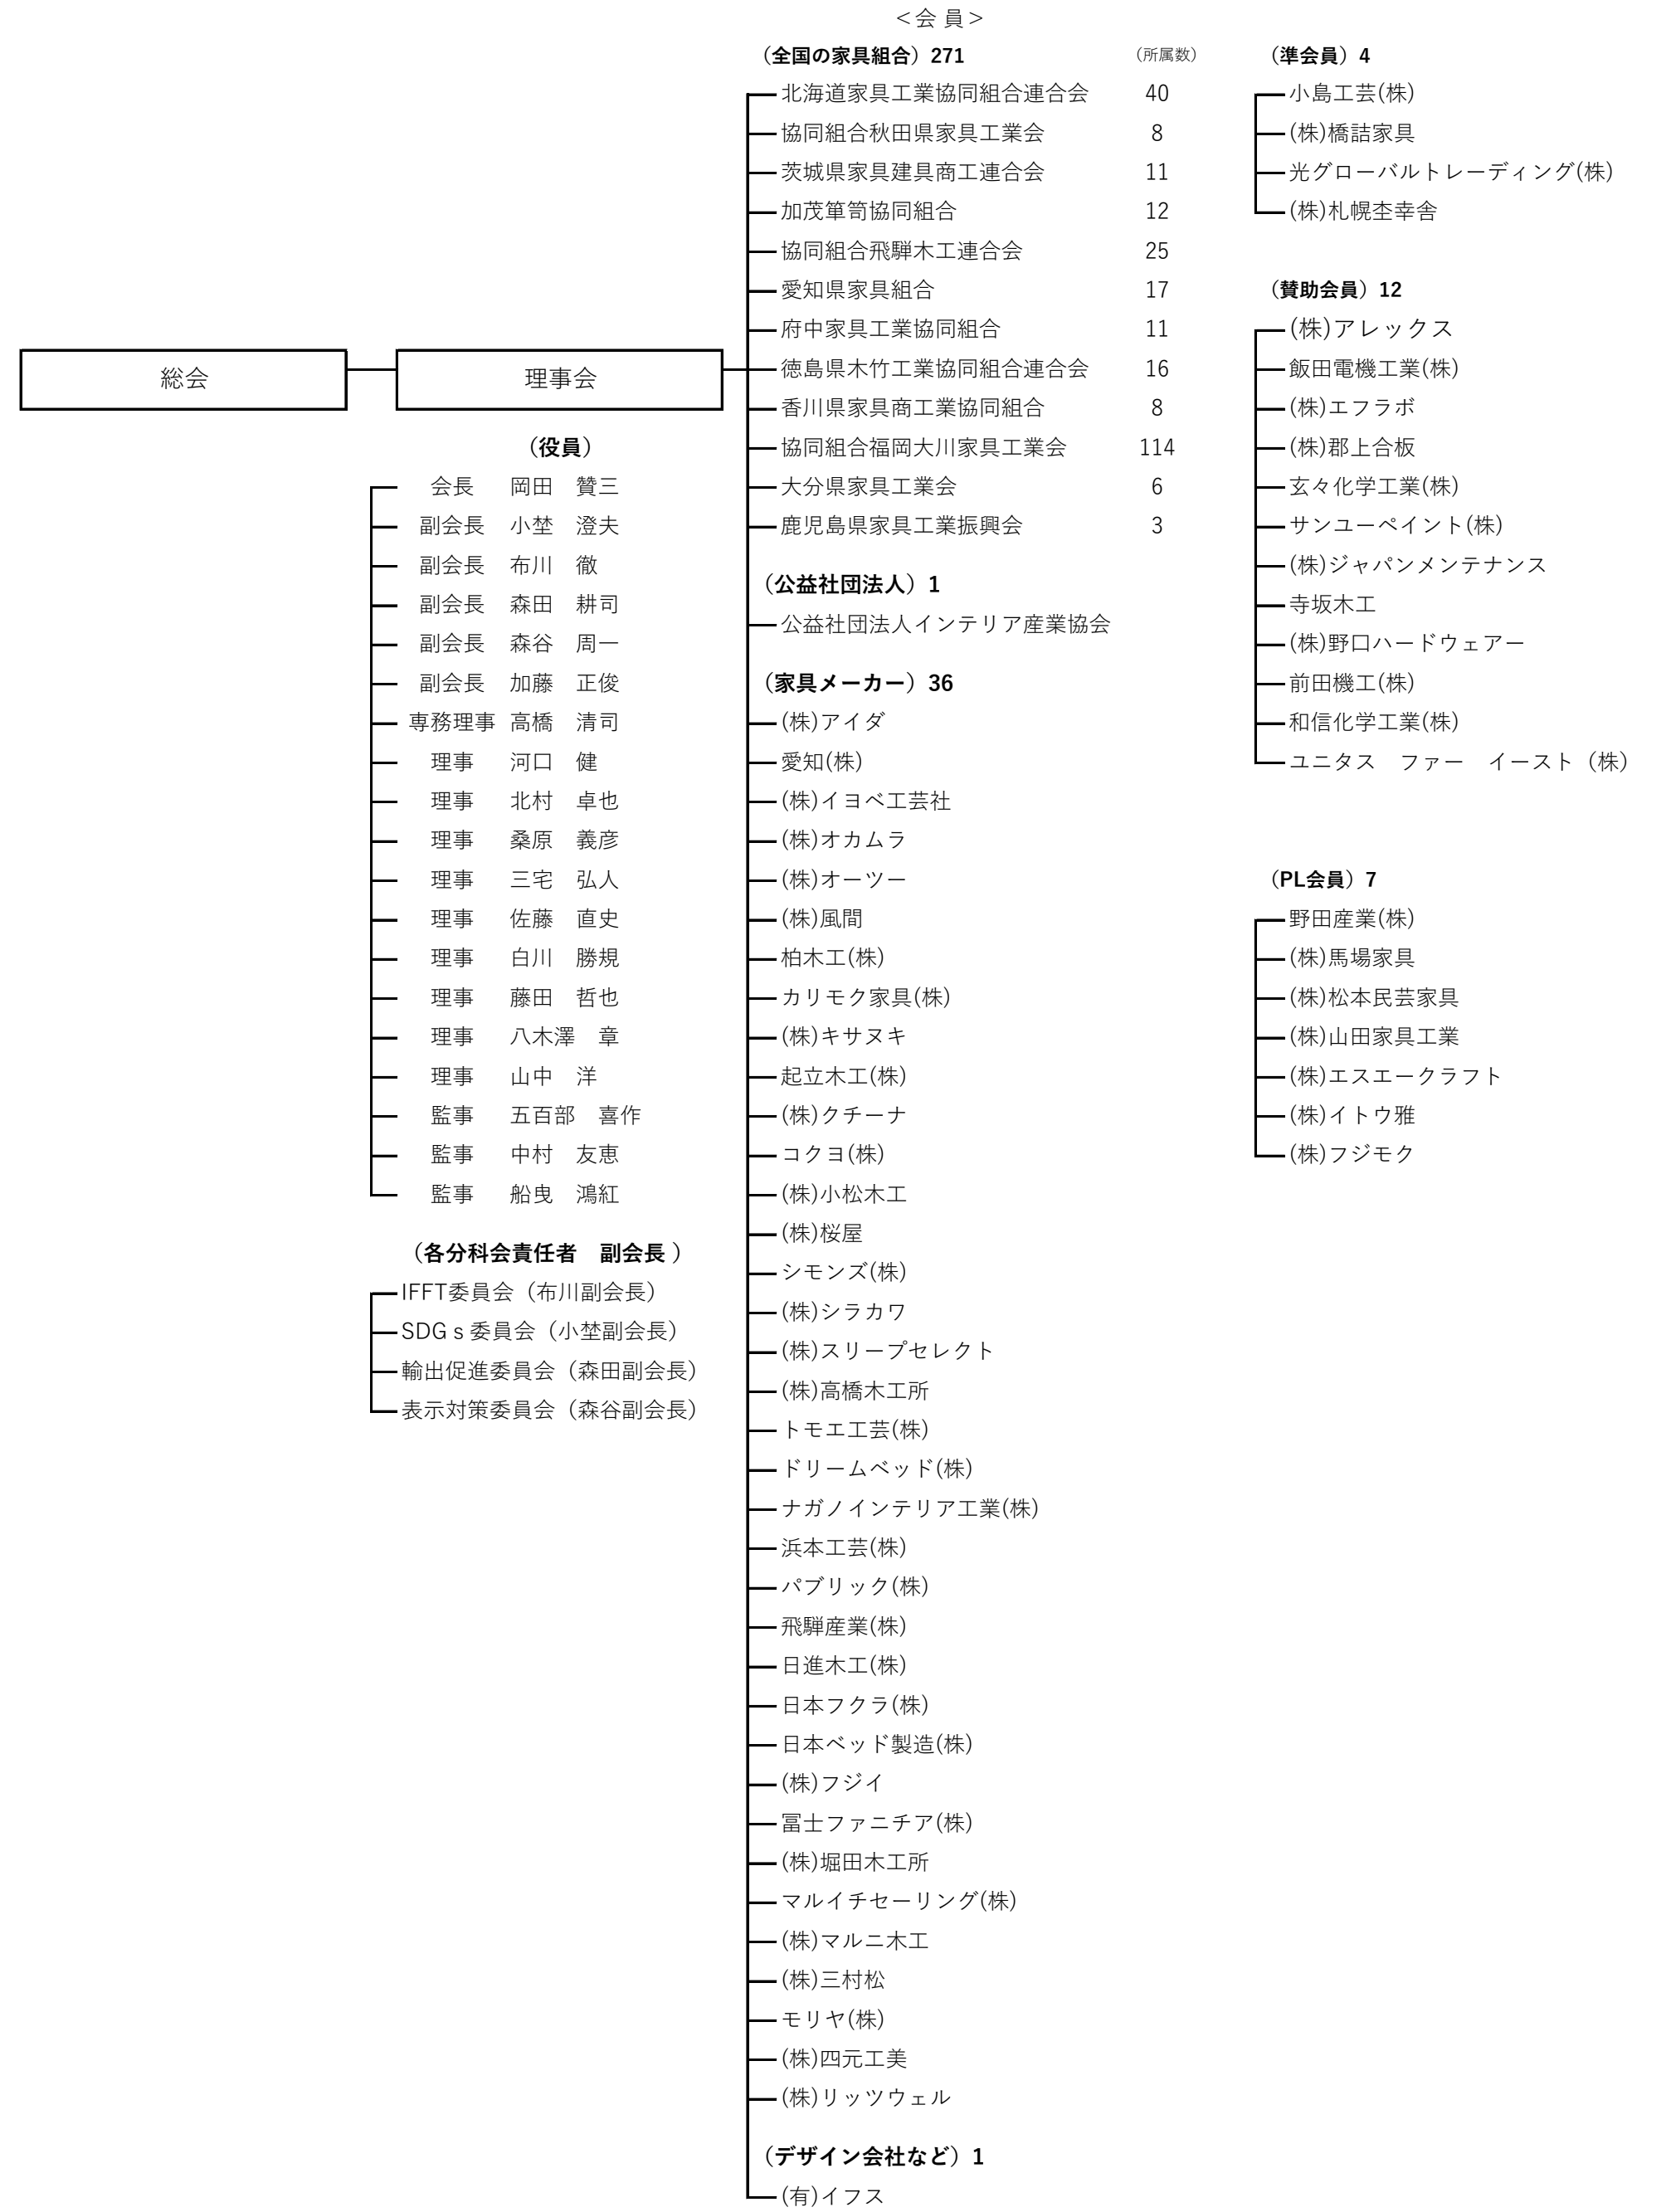 ＜会 員＞
（全国の家具組合）271 （所属数）
北海道家具工業協同組合連合会 40
協同組合秋田県家具工業会 8
茨城県家具建具商工連合会 11
加茂箪笥協同組合 12
協同組合飛騨木工連合会 25
愛知県家具組合 17
府中家具工業協同組合 11
徳島県木竹工業協同組合連合会 16
香川県家具商工業協同組合 8
協同組合福岡大川家具工業会 114
大分県家具工業会 6
鹿児島県家具工業振興会 3
（公益社団法人）1
公益社団法人インテリア産業協会
（家具メーカー）36
(株)アイダ
愛知(株)
(株)イヨベ工芸社
(株)オカムラ
(株)オーツー
(株)風間
柏木工(株)
カリモク家具(株)
(株)キサヌキ
起立木工(株)
(株)クチーナ
コクヨ(株)
(株)小松木工
(株)桜屋
シモンズ(株)
(株)シラカワ
(株)スリープセレクト
(株)高橋木工所
トモエ工芸(株)
ドリームベッド(株)
ナガノインテリア工業(株)
浜本工芸(株)
パブリック(株)
飛騨産業(株)
日進木工(株)
日本フクラ(株)
日本ベッド製造(株)
(株)フジイ
冨士ファニチア(株)
(株)堀田木工所
マルイチセーリング(株)
(株)マルニ木工
(株)三村松
モリヤ(株)
(株)四元工美
(株)リッツウェル
（デザイン会社など）1
(有)イフス
（準会員）4
小島工芸(株)
(株)橋詰家具
光グローバルトレーディング(株)
(株)札幌杢幸舎
（賛助会員）12
(株)アレックス
飯田電機工業(株)
(株)エフラボ
(株)郡上合板
玄々化学工業(株)
サンユーペイント(株)
(株)ジャパンメンテナンス
寺坂木工
(株)野口ハードウェアー
前田機工(株)
和信化学工業(株)
ユニタス　ファー　イースト（株）
（PL会員）7
野田産業(株)
(株)馬場家具
(株)松本民芸家具
(株)山田家具工業
(株)エスエークラフト
(株)イトウ雅
(株)フジモク
総会
理事会
（役員）
会長 岡田　贊三
副会長 小埜　澄夫
副会長 布川　徹
副会長 森田　耕司
副会長 森谷　周一
副会長 加藤　正俊
専務理事 高橋　清司
理事 河口　健
理事 北村　卓也
理事 桑原　義彦
理事 三宅　弘人
理事 佐藤　直史
理事 白川　勝規
理事 藤田　哲也
理事 八木澤　章
理事 山中　洋
監事 五百部　喜作
監事 中村　友恵
監事 船曵　鴻紅
（各分科会責任者　副会長 ）
IFFT委員会（布川副会長）
SDGｓ委員会（小埜副会長）
輸出促進委員会（森田副会長）
表示対策委員会（森谷副会長）